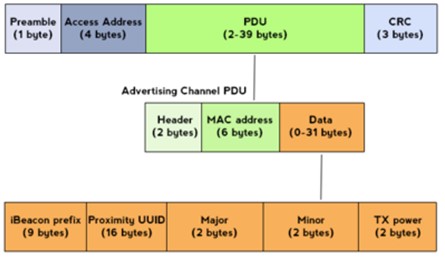 Preamble
(1 byte)
Access Address
(4 bytes)
PDU
(2-39 bytes)
CRC
(3 bytes)
Advertising Channel PDU
Header
(2 bytes)
MAC address
(6 bytes)
Data
(0-31 bytes)
iBeacon prefix
(9 bytes)
Proximity UUID
(16 bytes)
Major
(2 bytes)
Minor
(2 bytes)
TX power
(2 bytes)